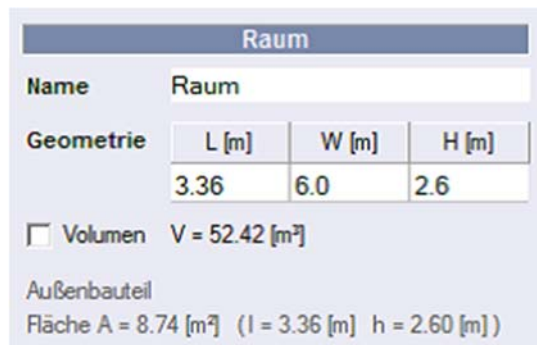 Raum
Name Raum
Geometrie L [m] W [m] H [m]
3.36 6.0 2.6
Volumen V = 52.42 [m³]
Außenbauteil
Fläche A = 8.74 [m²] ( l = 3.36 [m] h = 2.60 [m] )